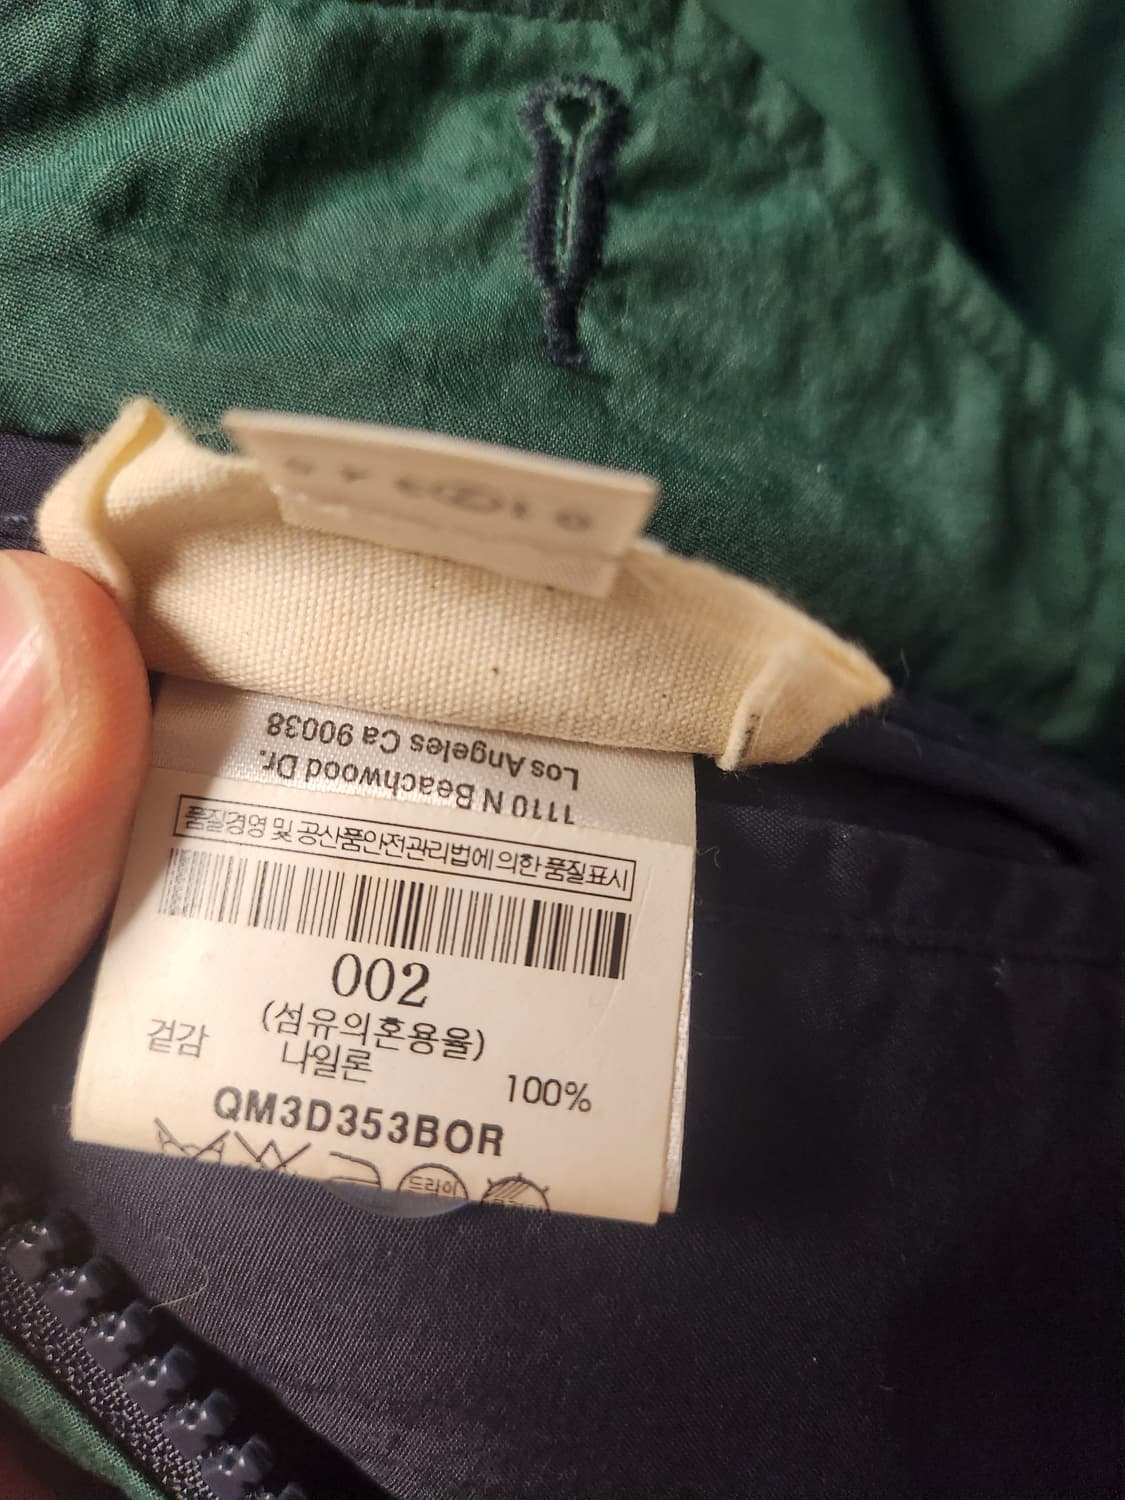 Los Angeles Ca 90038
1110 N Beachwood Dr.
품질경영 및 공산품안전관리법에 의한 품질표시
002
(섬유의혼용율)
겉감 나일론 100%
QM3D353BOR
드라이